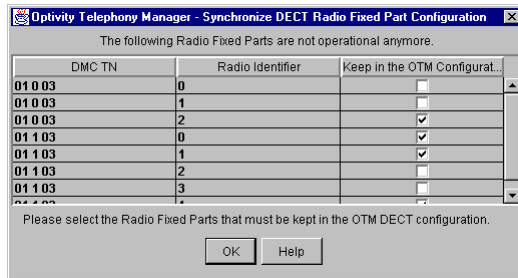 Optivity Telephony Manager - Synchronize DECT Radio Fixed Part Configuration
The following Radio Fixed Parts are not operational anymore.
DMC TN Radio Identifier Keep in the OTM Configurat...
01 0 03 0
01 0 03 1
01 0 03 2
01 1 03 0
01 1 03 1
01 1 03 2
01 1 03 3
Please select the Radio Fixed Parts that must be kept in the OTM DECT configuration.
OK Help